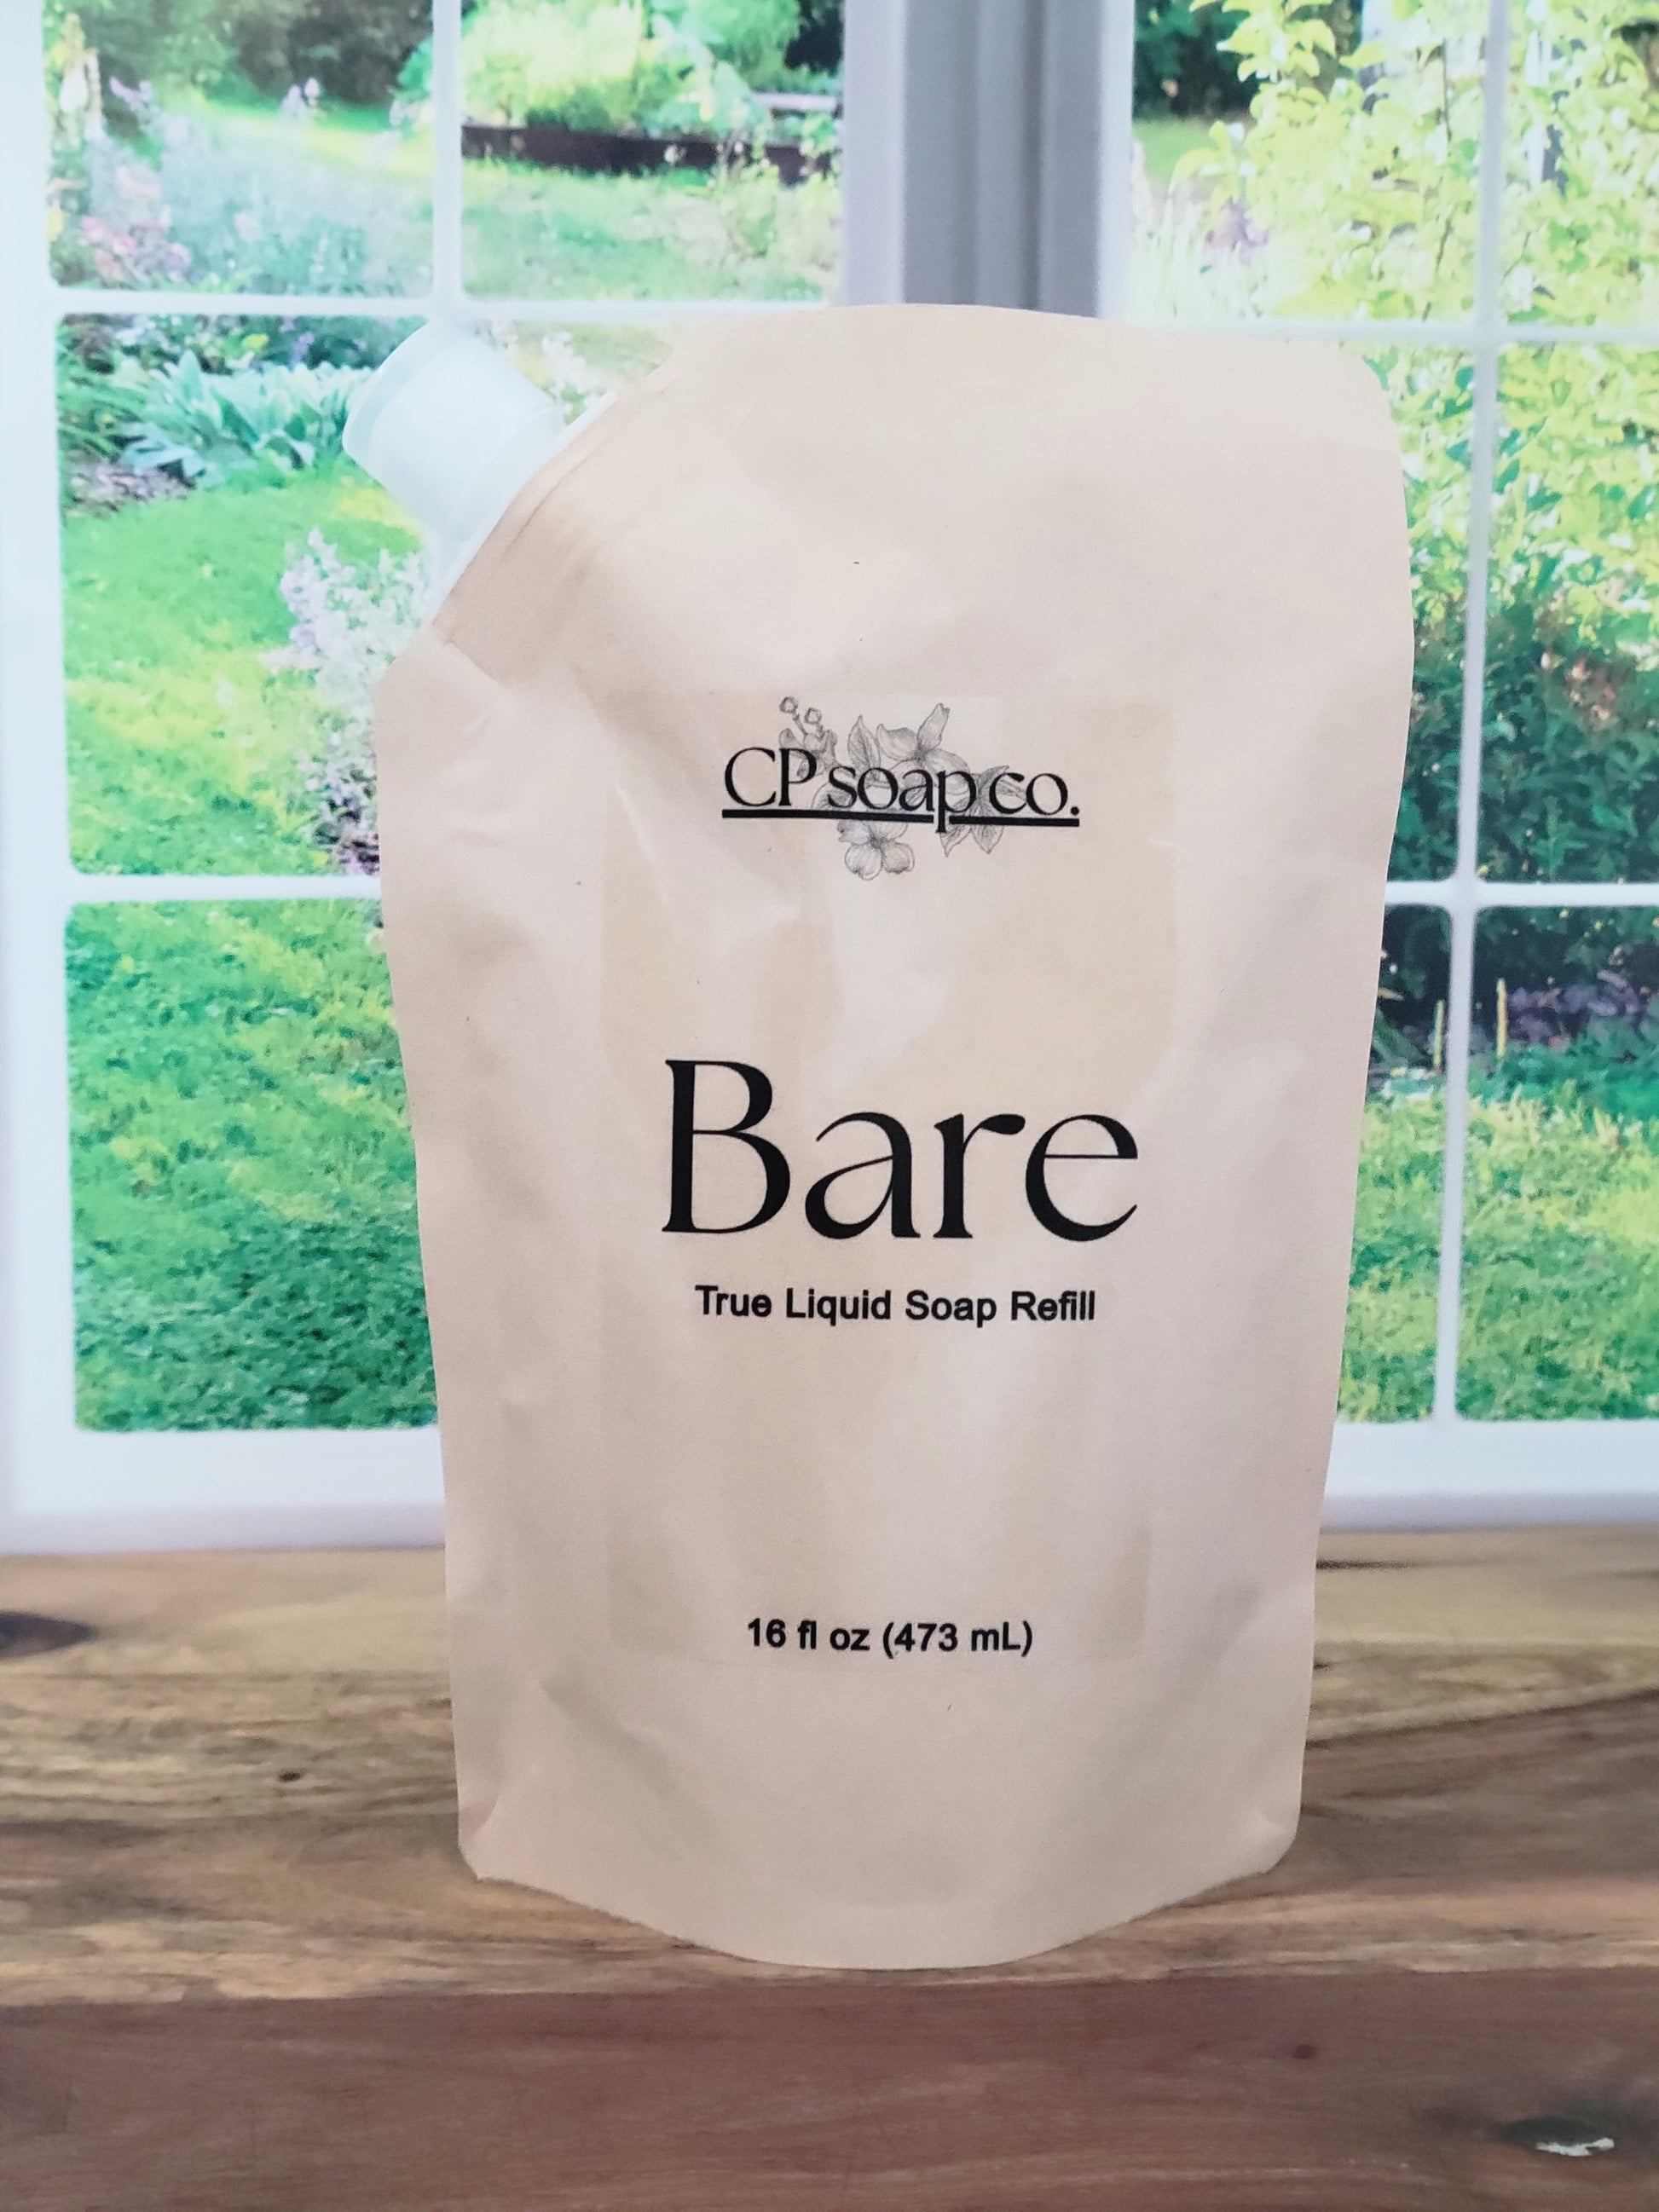 CP soap co.
Bare
True Liquid Soap Refill
16 fl oz (473 mL)